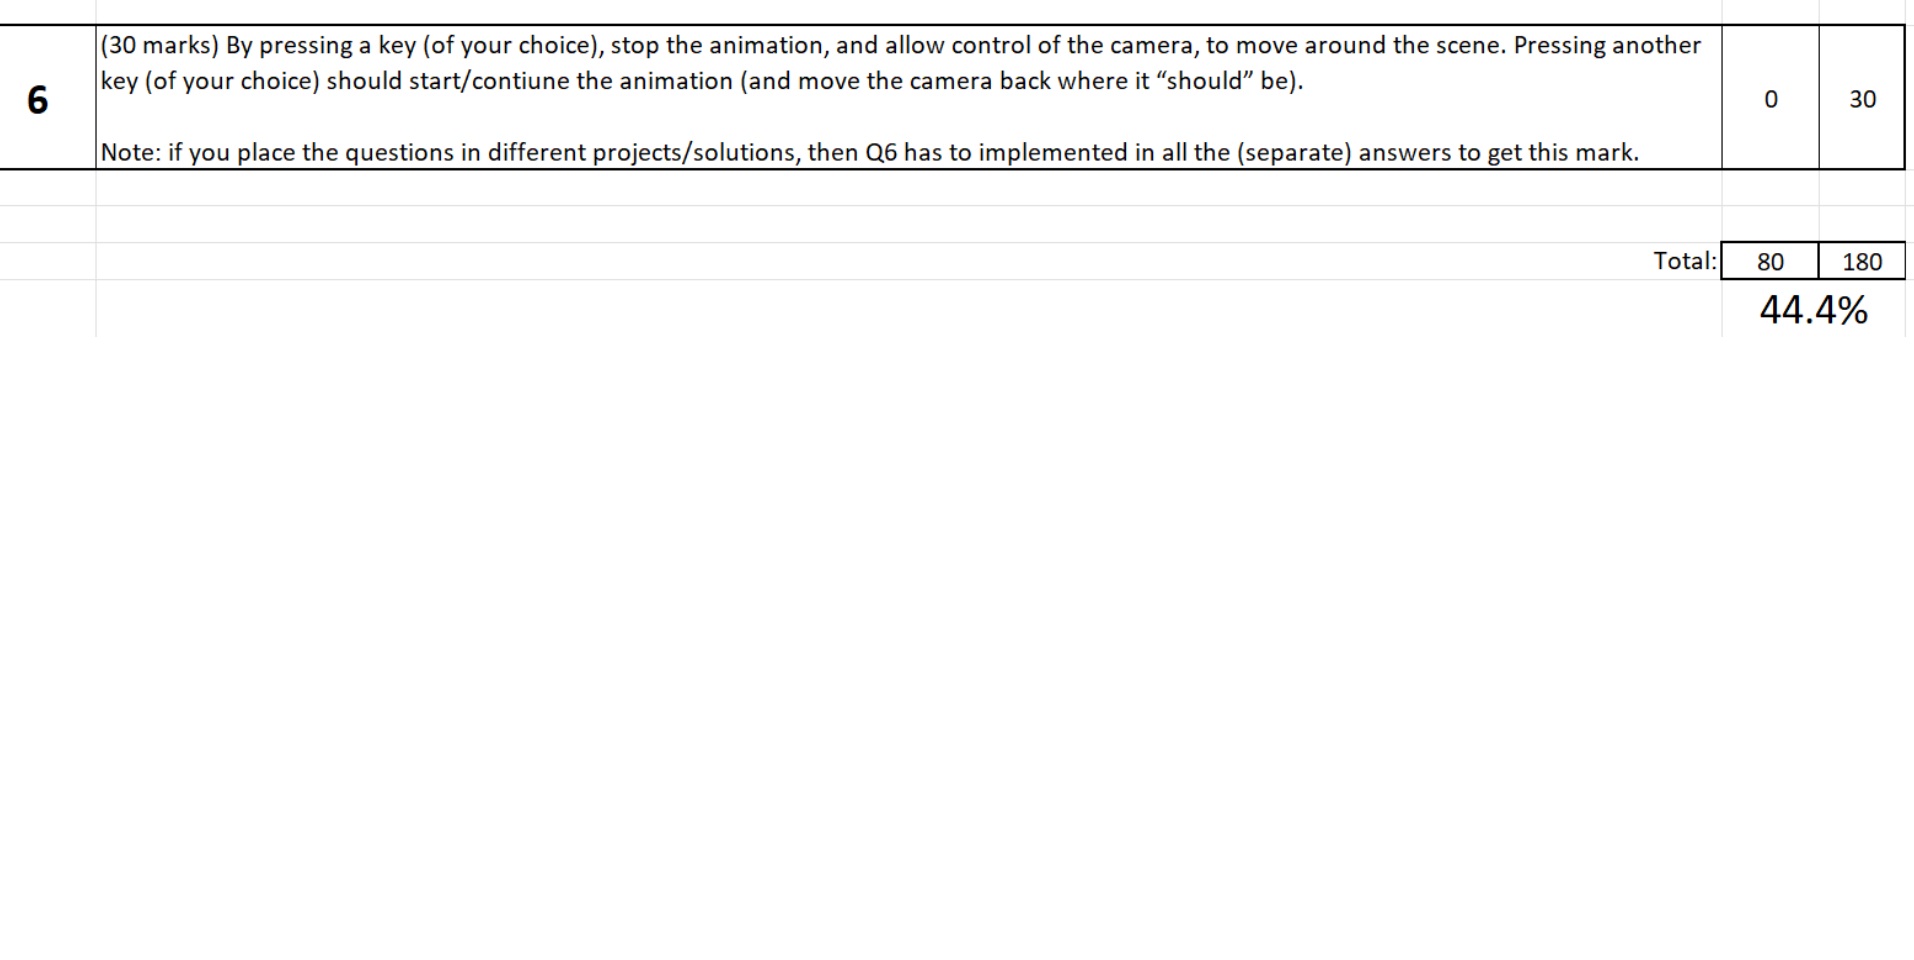 6
(30 marks) By pressing a key (of your choice), stop the animation, and allow control of the camera, to move around the scene. Pressing another
key (of your choice) should start/contiune the animation (and move the camera back where it “should” be).
Note: if you place the questions in different projects/solutions, then Q6 has to implemented in all the (separate) answers to get this mark.
0 30
Total: 80 180
44.4%